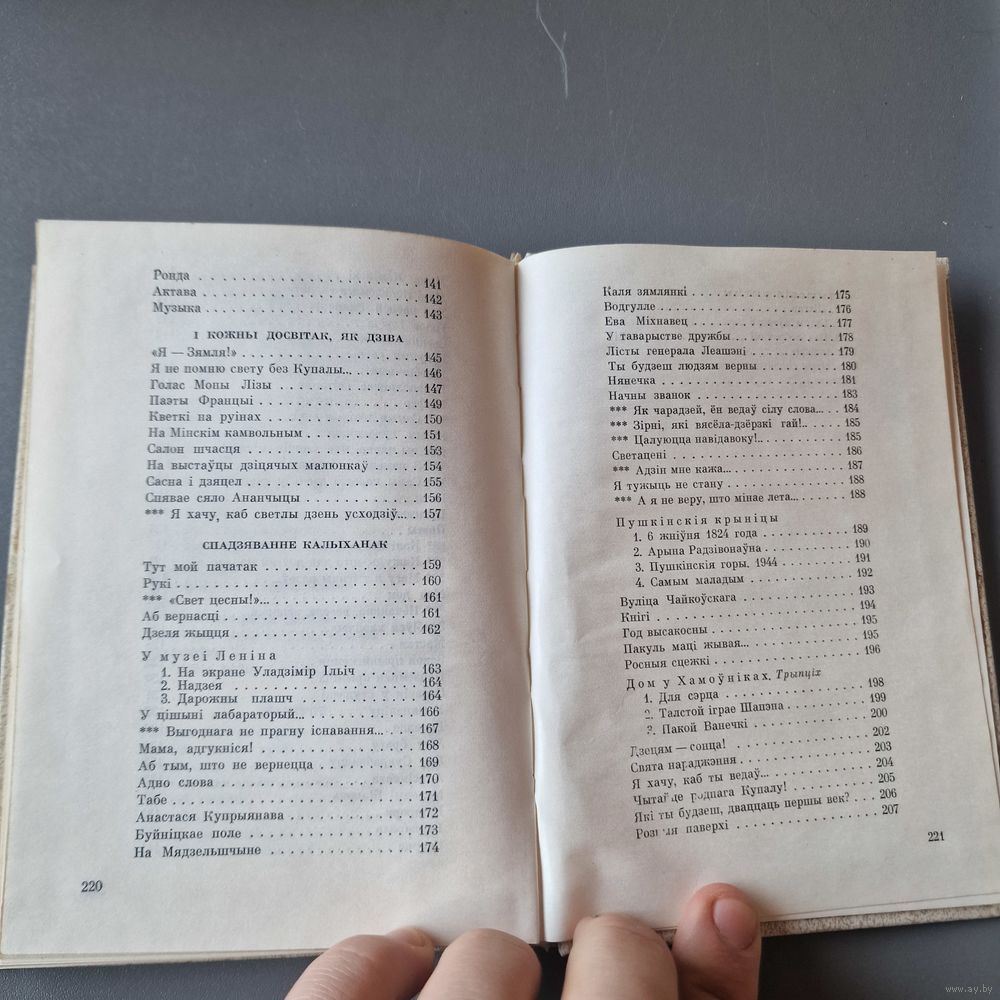 Ронда . . . . . . . . . . . . . . . . . . 141
Актава . . . . . . . . . . . . . . . . . . 142
Музыка . . . . . . . . . . . . . . . . . . 143
І КОЖНЫ ДОСВІТАК, ЯК ДЗІВА
«Я — Зямля!» . . . . . . . . . . . . . . . 145
Я не помню свету без Купалы... . . . . . . 146
Голас Моны Лізы . . . . . . . . . . . . . 147
Паэты Францыі . . . . . . . . . . . . . . 149
Кветкі на руінах . . . . . . . . . . . . . 150
На Мінскім камвольным . . . . . . . . . . 151
Салон шчасця . . . . . . . . . . . . . . . 153
На выстаўцы дзіцячых малюнкаў . . . . . . 154
Сасна і дзяцел . . . . . . . . . . . . . . 155
Спявае сяло Ананчыцы . . . . . . . . . . . 156
*** Я хачу, каб светлы дзень усходзіў... . 157
СПАДЗЯВАННЕ КАЛЫХАНАК
Тут мой пачатак . . . . . . . . . . . . . 159
Рукі . . . . . . . . . . . . . . . . . . . 160
*** «Свет цесны!»... . . . . . . . . . . . 161
Аб вернасці . . . . . . . . . . . . . . . 161
Дзеля жыцця . . . . . . . . . . . . . . . 162
У музеі Леніна
1. На экране Уладзімір Ільіч . . . . . . . 163
2. Надзея . . . . . . . . . . . . . . . . 164
3. Дарожны плашч . . . . . . . . . . . . . 164
У цішыні лабараторый... . . . . . . . . . 166
*** Выгоднага не прагну існавання... . . . 167
Мама, адгукніся! . . . . . . . . . . . . . 168
Аб тым, што не вернецца . . . . . . . . . 169
Адно слова . . . . . . . . . . . . . . . . 170
Табе . . . . . . . . . . . . . . . . . . . 171
Анастася Купрыянава . . . . . . . . . . . 172
Буйніцкае поле . . . . . . . . . . . . . . 173
На Мядзельшчыне . . . . . . . . . . . . . 174
220
Каля зямлянкі . . . . . . . . . . . . . . 175
Водгулле . . . . . . . . . . . . . . . . . 176
Ева Міхнавец . . . . . . . . . . . . . . . 177
У таварыстве дружбы . . . . . . . . . . . 178
Лісты генерала Леашэні . . . . . . . . . . 179
Ты будзеш людзям верны . . . . . . . . . . 180
Нянечка . . . . . . . . . . . . . . . . . 181
Начны званок . . . . . . . . . . . . . . . 183
*** Як чарадзей, ён ведаў сілу слова... . . 184
*** Зірні, які вясёла-дзёрзкі гай!.. . . . 185
*** Цалуюцца навідавоку!.. . . . . . . . . 185
Светацені . . . . . . . . . . . . . . . . 186
*** Адзін мне кажа... . . . . . . . . . . 187
Я тужыць не стану . . . . . . . . . . . . 188
*** А я не веру, што мінае лета... . . . . 188
Пушкінскія крыніцы
1. 6 жніўня 1824 года . . . . . . . . . . 189
2. Арына Радзівонаўна . . . . . . . . . . 190
3. Пушкінскія горы. 1944 . . . . . . . . . 191
4. Самым маладым . . . . . . . . . . . . . 192
Вуліца Чайкоўскага . . . . . . . . . . . . 193
Кнігі . . . . . . . . . . . . . . . . . . 194
Год высакосны . . . . . . . . . . . . . . 195
Пакуль маці жывая... . . . . . . . . . . . 195
Росныя сцежкі . . . . . . . . . . . . . . 196
Дом у Хамоўніках. Трыпціх
1. Для сэрца . . . . . . . . . . . . . . . 198
2. Талстой іграе Шапэна . . . . . . . . . 199
3. Пакой Ванечкі . . . . . . . . . . . . . 200
Дзецям — сонца! . . . . . . . . . . . . . 202
Свята нараджэння . . . . . . . . . . . . . 203
Я хачу, каб ты ведаў... . . . . . . . . . 204
Чытайце роднага Купалу! . . . . . . . . . 205
Які ты будзеш, дваццаць першы век? . . . . 206
паверхі . . . . . . . . . . . . . . . . . 207
221
www.ay.by